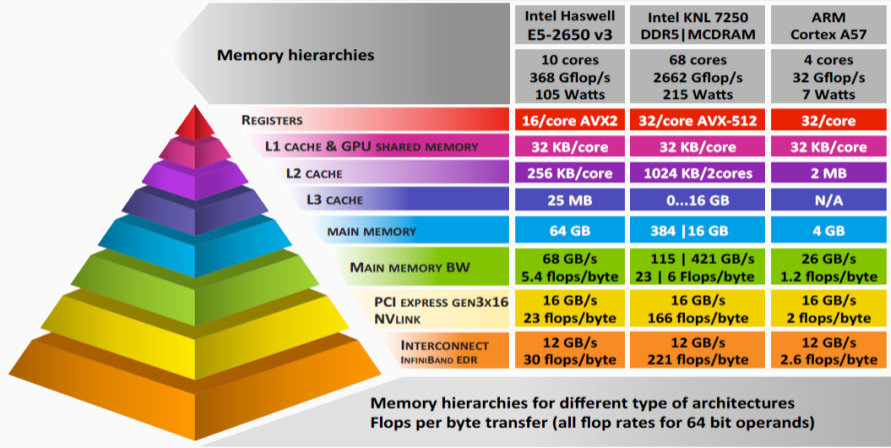 Memory hierarchies
Intel Haswell
E5-2650 v3
Intel KNL 7250
DDR5|MCDRAM
ARM
Cortex A57
10 cores
368 Gflop/s
105 Watts
68 cores
2662 Gflop/s
215 Watts
4 cores
32 Gflop/s
7 Watts
REGISTERS 16/core AVX2 32/core AVX-512 32/core
L1 CACHE & GPU SHARED MEMORY 32 KB/core 32 KB/core 32 KB/core
L2 CACHE 256 KB/core 1024 KB/2cores 2 MB
L3 CACHE 25 MB 0...16 GB N/A
MAIN MEMORY 64 GB 384 |16 GB 4 GB
MAIN MEMORY BW
68 GB/s
5.4 flops/byte
115 | 421 GB/s
23 | 6 Flops/byte
26 GB/s
1.2 flops/byte
PCI EXPRESS GEN3X16
NVLINK
16 GB/s
23 flops/byte
16 GB/s
166 flops/byte
16 GB/s
2 flops/byte
INTERCONNECT
INFINIBAND EDR
12 GB/s
30 flops/byte
12 GB/s
221 flops/byte
12 GB/s
2.6 flops/byte
Memory hierarchies for different type of architectures
Flops per byte transfer (all flop rates for 64 bit operands)